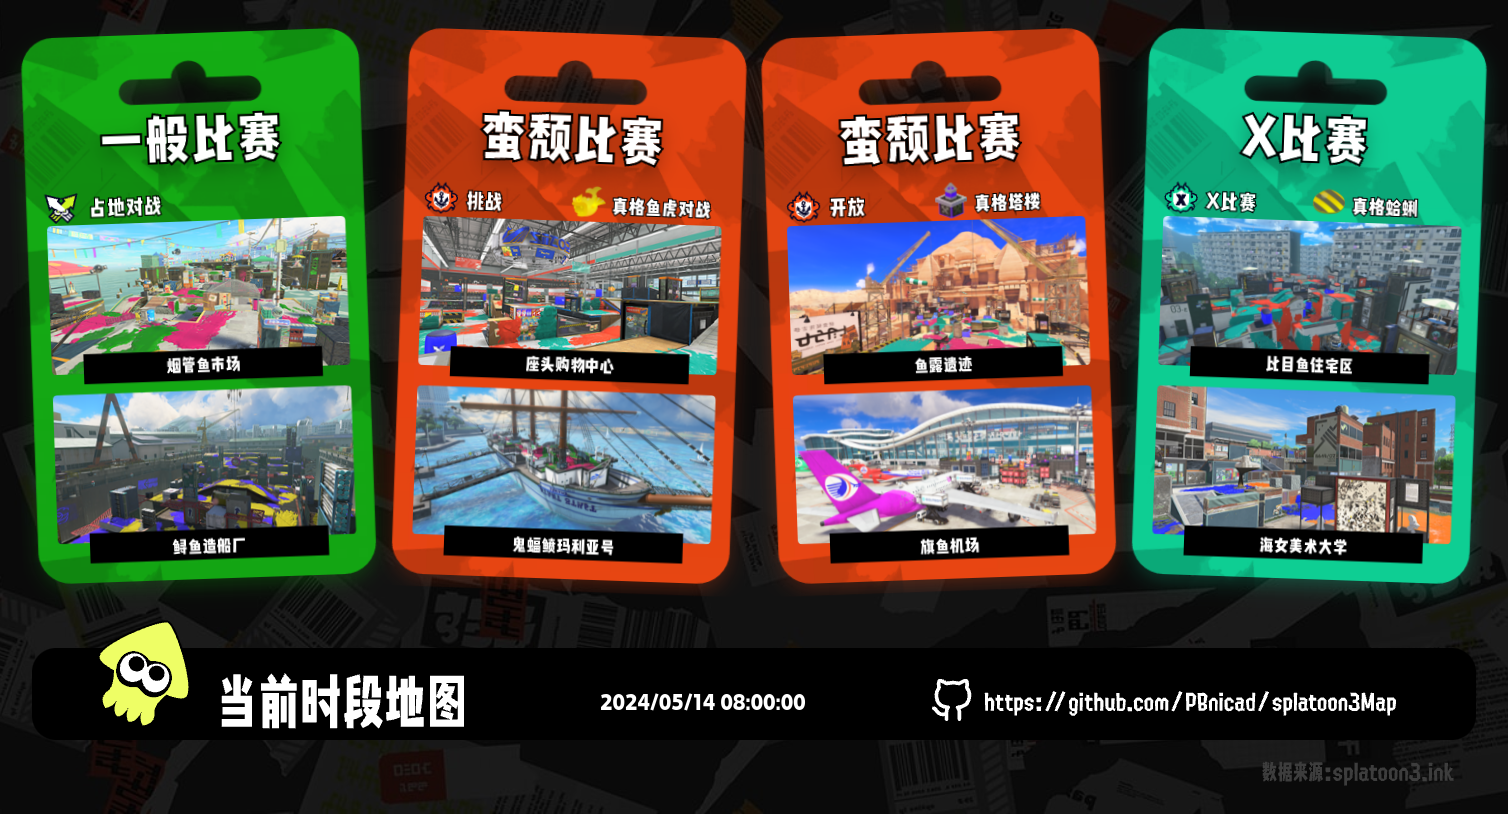 一般比赛
占地对战
烟管鱼市场
鲟鱼造船厂
蛮颓比赛
挑战
真格鱼虎对战
座头购物中心
鬼蝠鲼玛利亚号
蛮颓比赛
开放
真格塔楼
鱼露遗迹
旗鱼机场
X比赛
X比赛
真格蛤蜊
比目鱼住宅区
海女美术大学
当前时段地图
2024/05/14 08:00:00
https://github.com/PBnicad/splatoon3Map
数据来源:splatoon3.ink